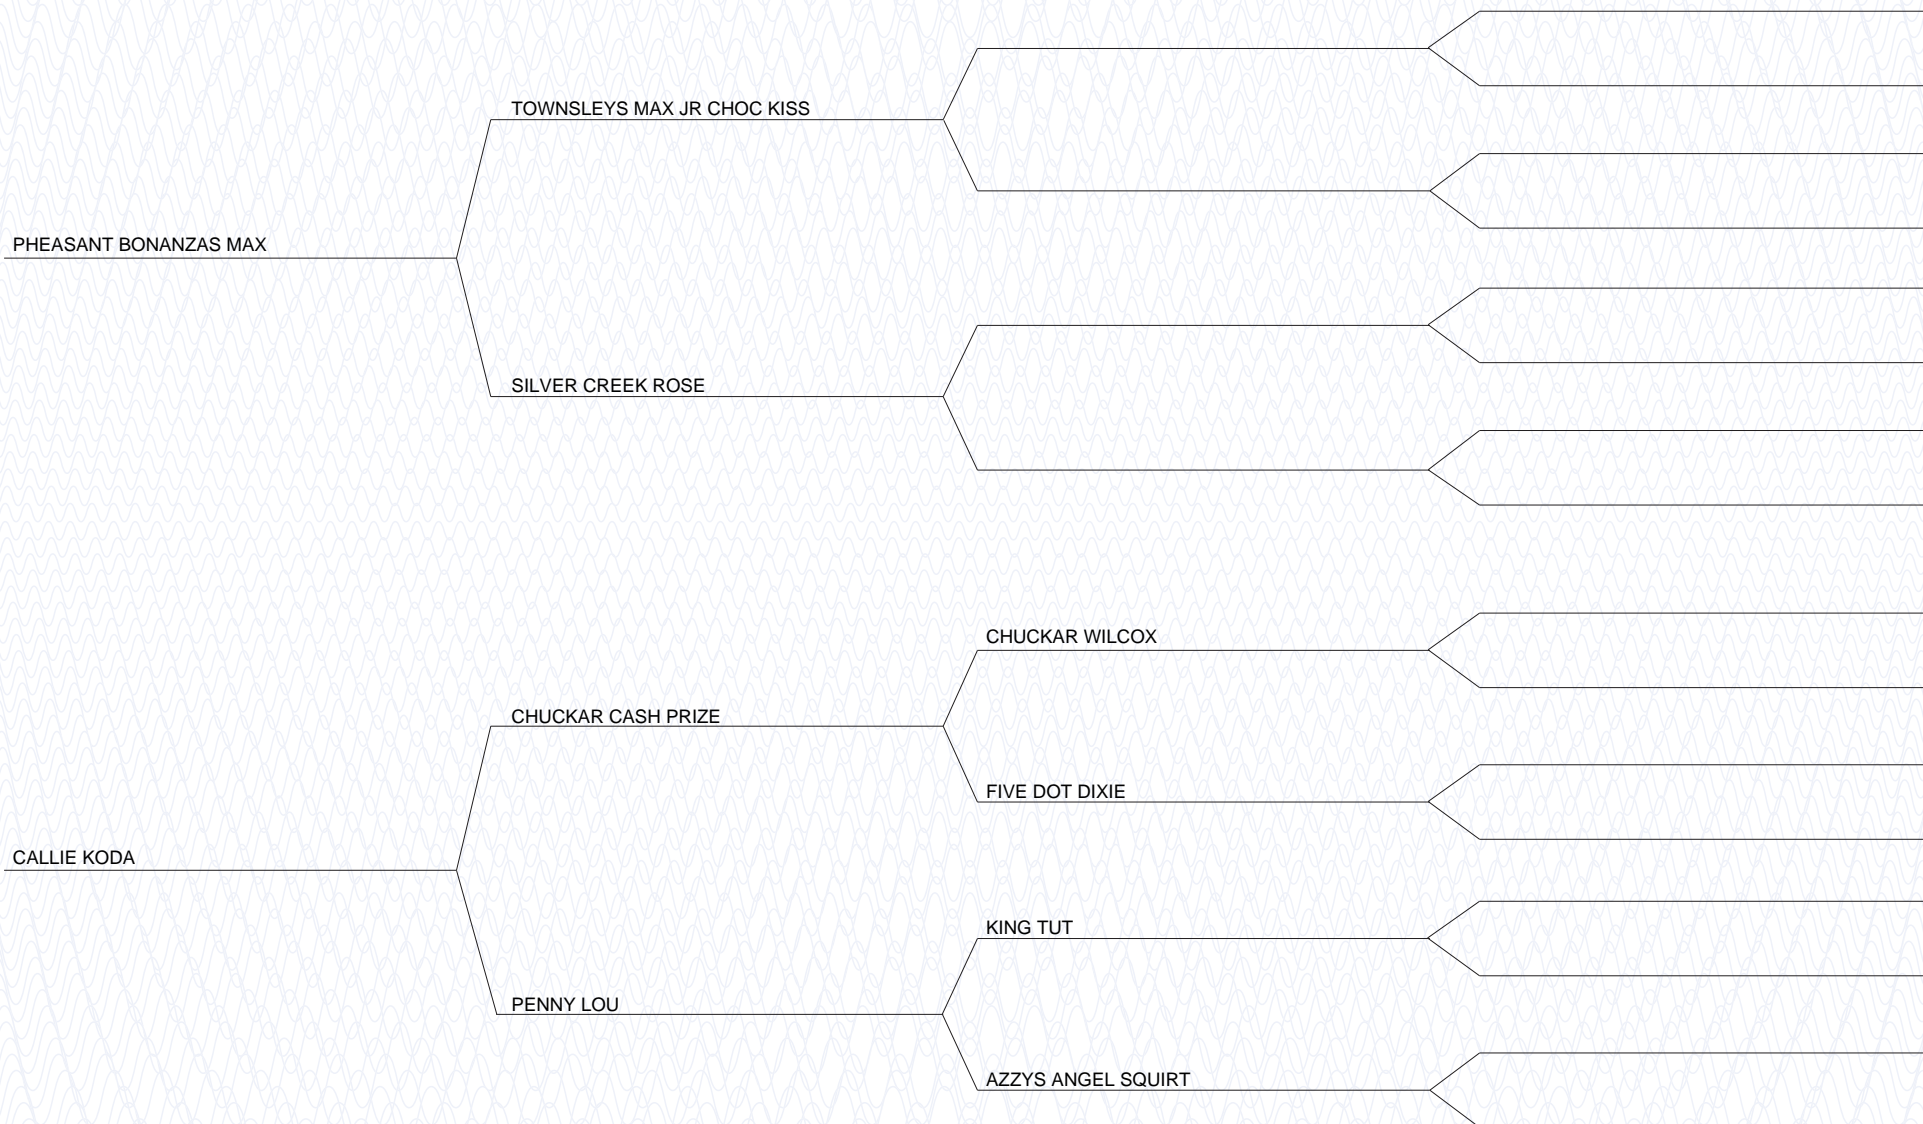 TOWNSLEYS MAX JR CHOC KISS
PHEASANT BONANZAS MAX
SILVER CREEK ROSE
CHUCKAR WILCOX
CHUCKAR CASH PRIZE
FIVE DOT DIXIE
CALLIE KODA
KING TUT
PENNY LOU
AZZYS ANGEL SQUIRT